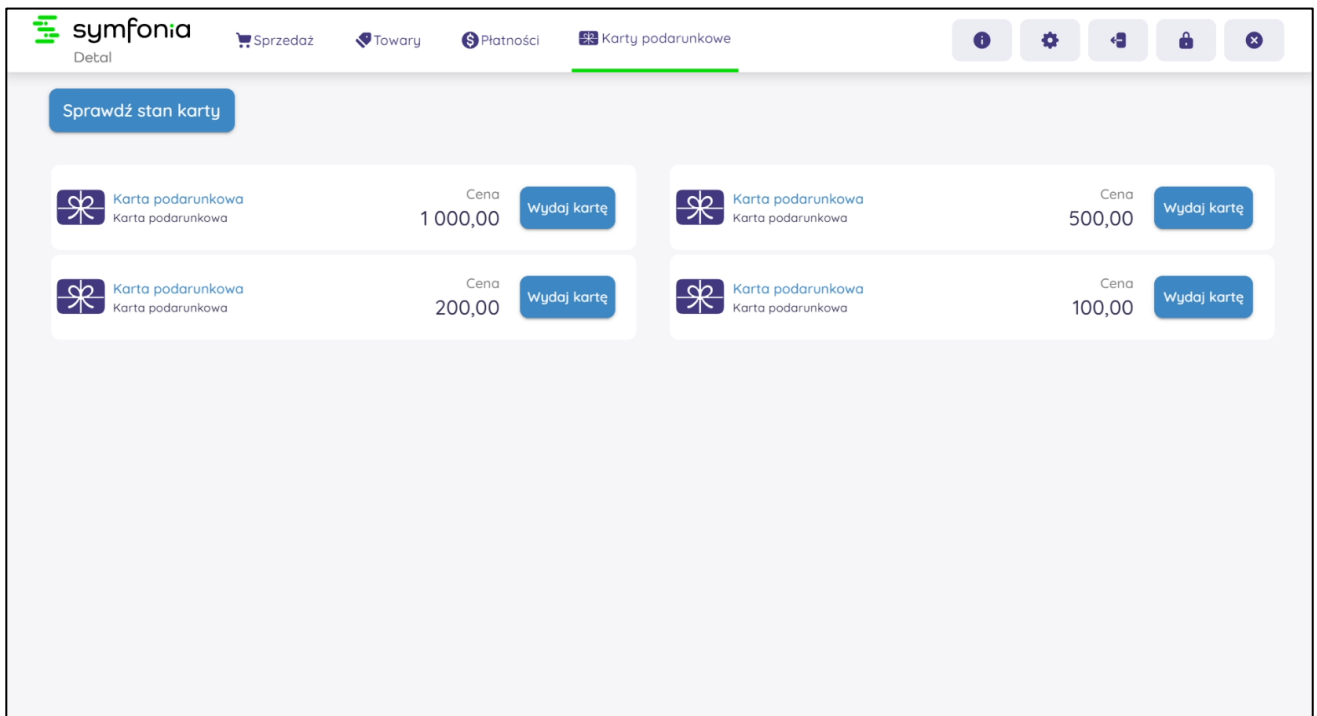 symfonia
Detal
Sprzedaż
Towary
Płatności
Karty podarunkowe
Sprawdź stan karty
Karta podarunkowa
Karta podarunkowa
Cena
1 000,00
Wydaj kartę
Karta podarunkowa
Karta podarunkowa
Cena
500,00
Wydaj kartę
Karta podarunkowa
Karta podarunkowa
Cena
200,00
Wydaj kartę
Karta podarunkowa
Karta podarunkowa
Cena
100,00
Wydaj kartę